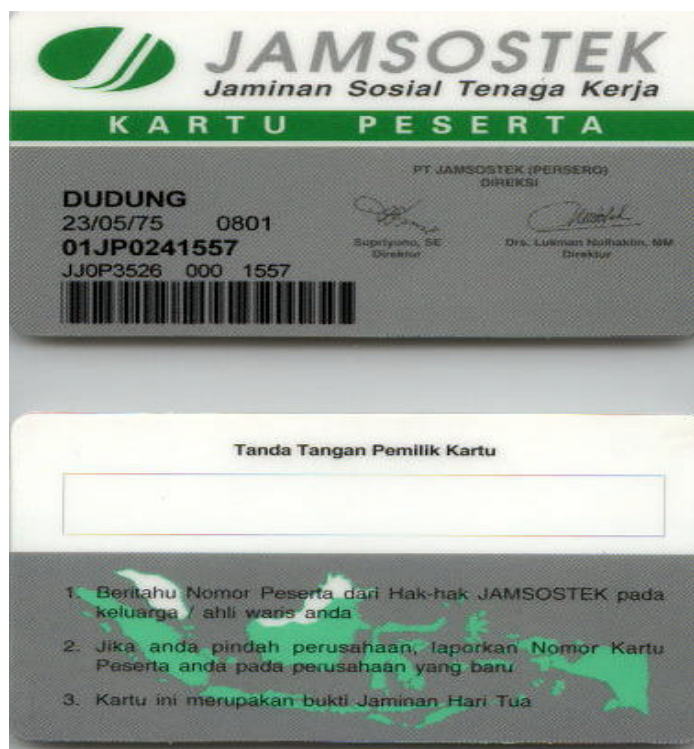 JAMSOSTEK
Jaminan Sosial Tenaga Kerja
KARTU PESERTA
PT JAMSOSTEK (PERSERO)
DIREKSI
DUDUNG
23/05/75 0801
01JP0241557
JJ0P3526 000 1557
Supriyono, SE
Direktur
Drs. Lukman Nulhakim, MM
Direktur
Tanda Tangan Pemilik Kartu
1. Beritahu Nomor Peserta dari Hak-hak JAMSOSTEK pada
keluarga / ahli waris anda
2. Jika anda pindah perusahaan, laporkan Nomor Kartu
Peserta anda pada perusahaan yang baru
3. Kartu ini merupakan bukti Jaminan Hari Tua